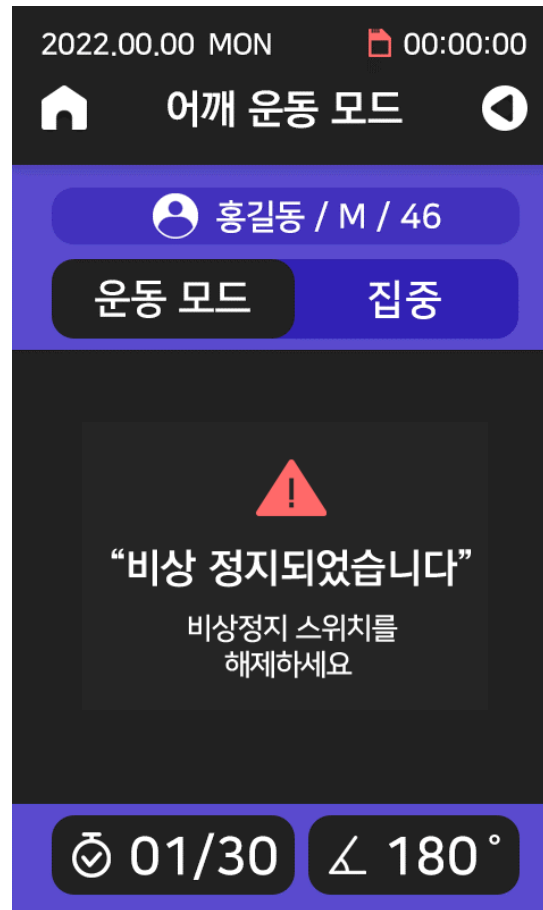 2022.00.00 MON 00:00:00
어깨 운동 모드
홍길동 / M / 46
운동 모드 집중
“비상 정지되었습니다”
비상정지 스위치를
해제하세요
01/30 180°